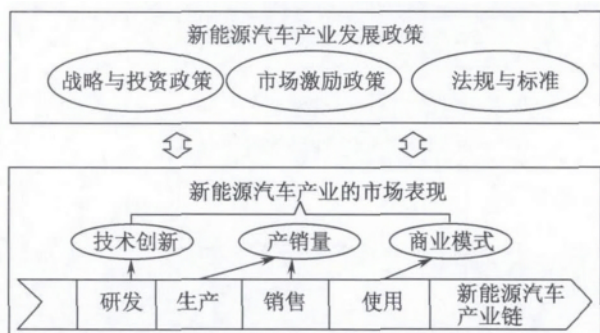 新能源汽车产业发展政策
战略与投资政策 市场激励政策 法规与标准
新能源汽车产业的市场表现
技术创新 产销量 商业模式
研发 生产 销售 使用 新能源汽车
产业链